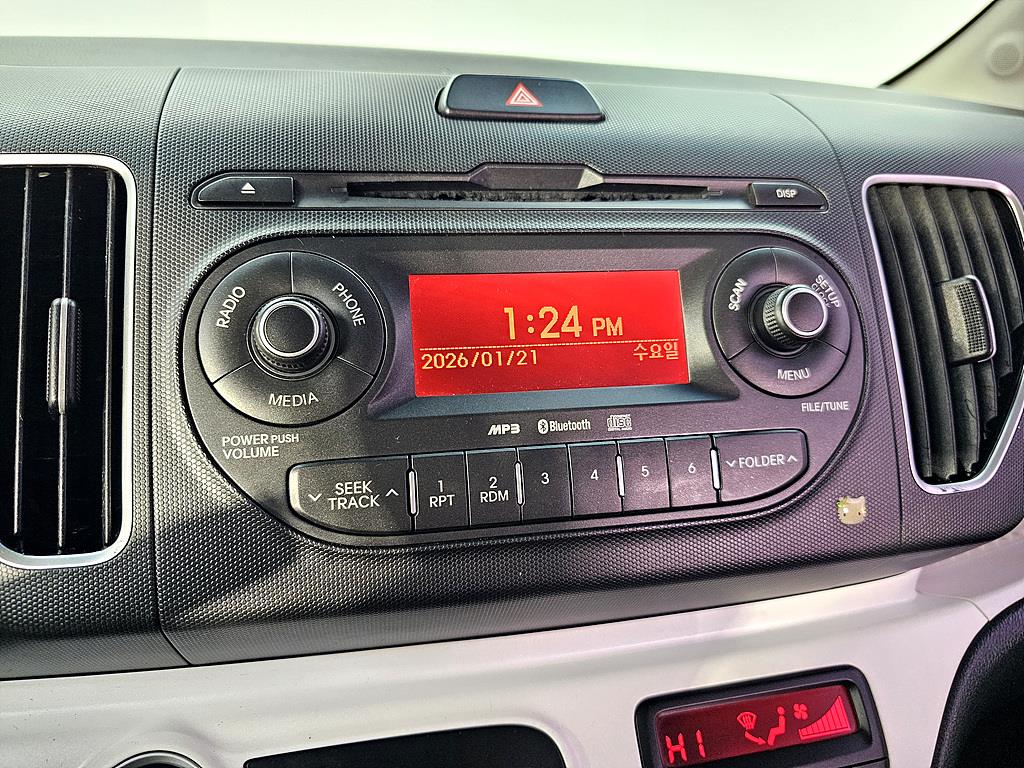 DISP
RADIO
PHONE
MEDIA
POWER PUSH
VOLUME
1:24 PM
2026/01/21 수요일
SCAN
SETUP
CLOCK
MENU
FILE/TUNE
MP3 Bluetooth
SEEK
TRACK
1
RPT
2
RDM
3
4
5
6
FOLDER
HI